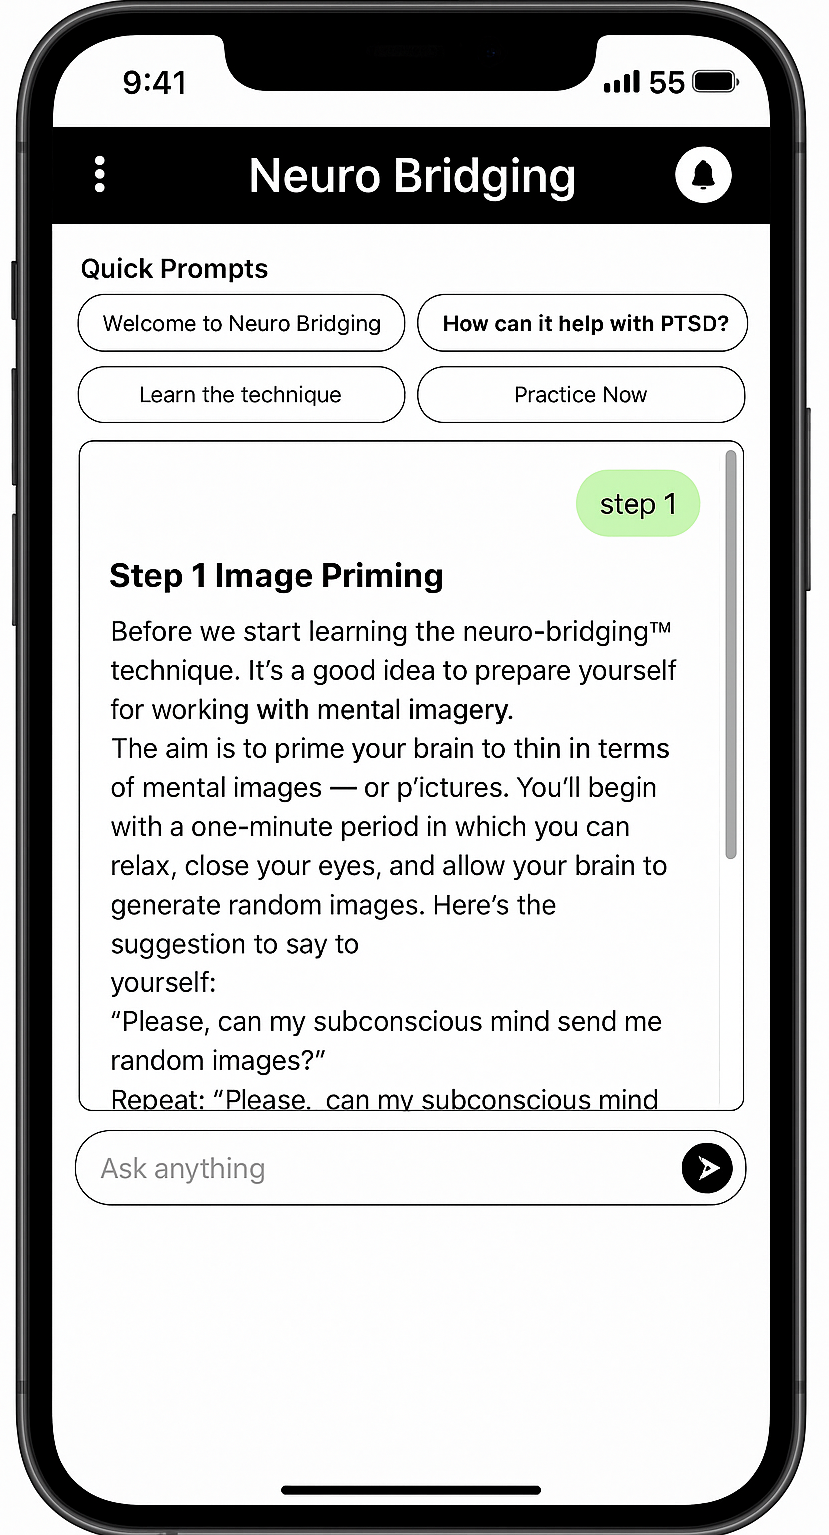 9:41 55
Neuro Bridging
Quick Prompts
Welcome to Neuro Bridging
How can it help with PTSD?
Learn the technique
Practice Now
step 1
Step 1 Image Priming
Before we start learning the neuro-bridging™
technique. It’s a good idea to prepare yourself
for working with mental imagery.
The aim is to prime your brain to thin in terms
of mental images — or p’ictures. You’ll begin
with a one-minute period in which you can
relax, close your eyes, and allow your brain to
generate random images. Here’s the
suggestion to say to
yourself:
“Please, can my subconscious mind send me
random images?”
Repeat: “Please, can my subconscious mind
Ask anything